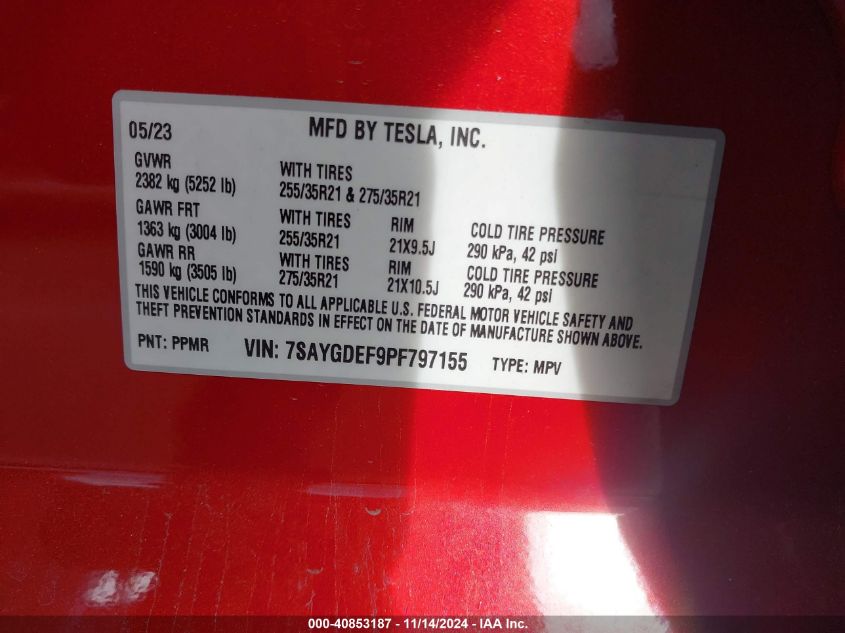 05/23 MFD BY TESLA, INC.
GVWR WITH TIRES
2382 kg (5252 lb) 255/35R21 & 275/35R21
GAWR FRT WITH TIRES RIM COLD TIRE PRESSURE
1363 kg (3004 lb) 255/35R21 21X9.5J 290 kPa, 42 psi
GAWR RR WITH TIRES RIM COLD TIRE PRESSURE
1590 kg (3505 lb) 275/35R21 21X10.5J 290 kPa, 42 psi
THIS VEHICLE CONFORMS TO ALL APPLICABLE U.S. FEDERAL MOTOR VEHICLE SAFETY AND
THEFT PREVENTION STANDARDS IN EFFECT ON THE DATE OF MANUFACTURE SHOWN ABOVE.
PNT: PPMR VIN: 7SAYGDEF9PF797155 TYPE: MPV
000-40853187 - 11/14/2024 - IAA Inc.